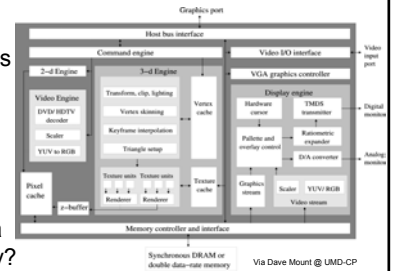 Graphics port
Host bus interface
Command engine
Video I/O interface
Video
input
port
2-d Engine
3-d Engine
VGA graphics controller
Video Engine
DVD/ HDTV
decoder
Scaler
YUV to RGB
Transform, clip, lighting
Vertex skinning
Keyframe interpolation
Triangle setup
Vertex
cache
Display engine
Hardware
cursor
TMDS
transmitter
Digital
monitor
Pallette and
overlay control
Ratiometric
expander
D/A converter
Analog
monitor
Texture units
Texture units
Renderer
Renderer
Texture
cache
Graphics
stream
Scaler
YUV/ RGB
Video stream
Pixel
cache
z-buffer
Memory controller and interface
Synchronous DRAM or
double data-rate memory
Via Dave Mount @ UMD-CP